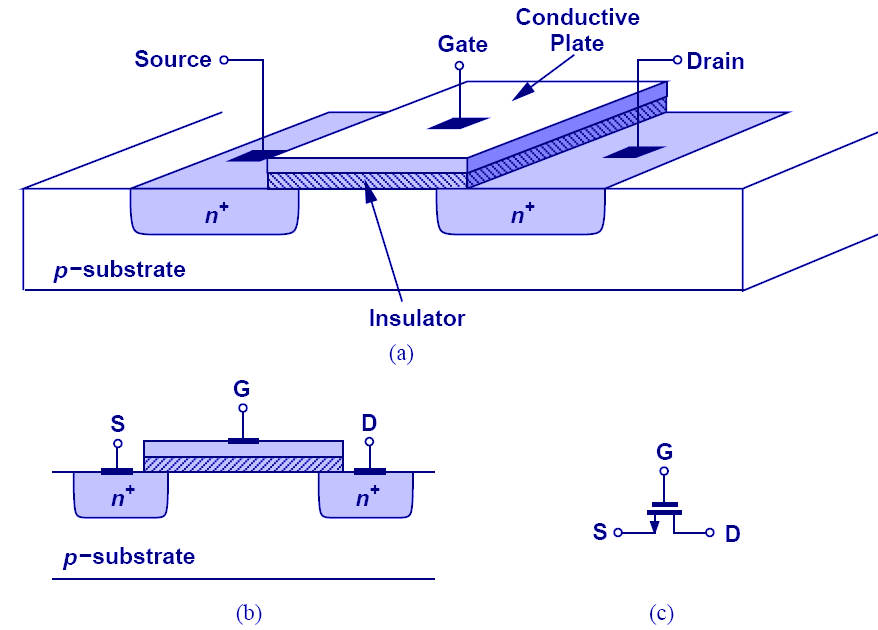 Conductive
Plate
Gate
Source
Drain
n+
n+
p−substrate
Insulator
(a)
G
S
D
n+
n+
p−substrate
(b)
G
S
D
(c)